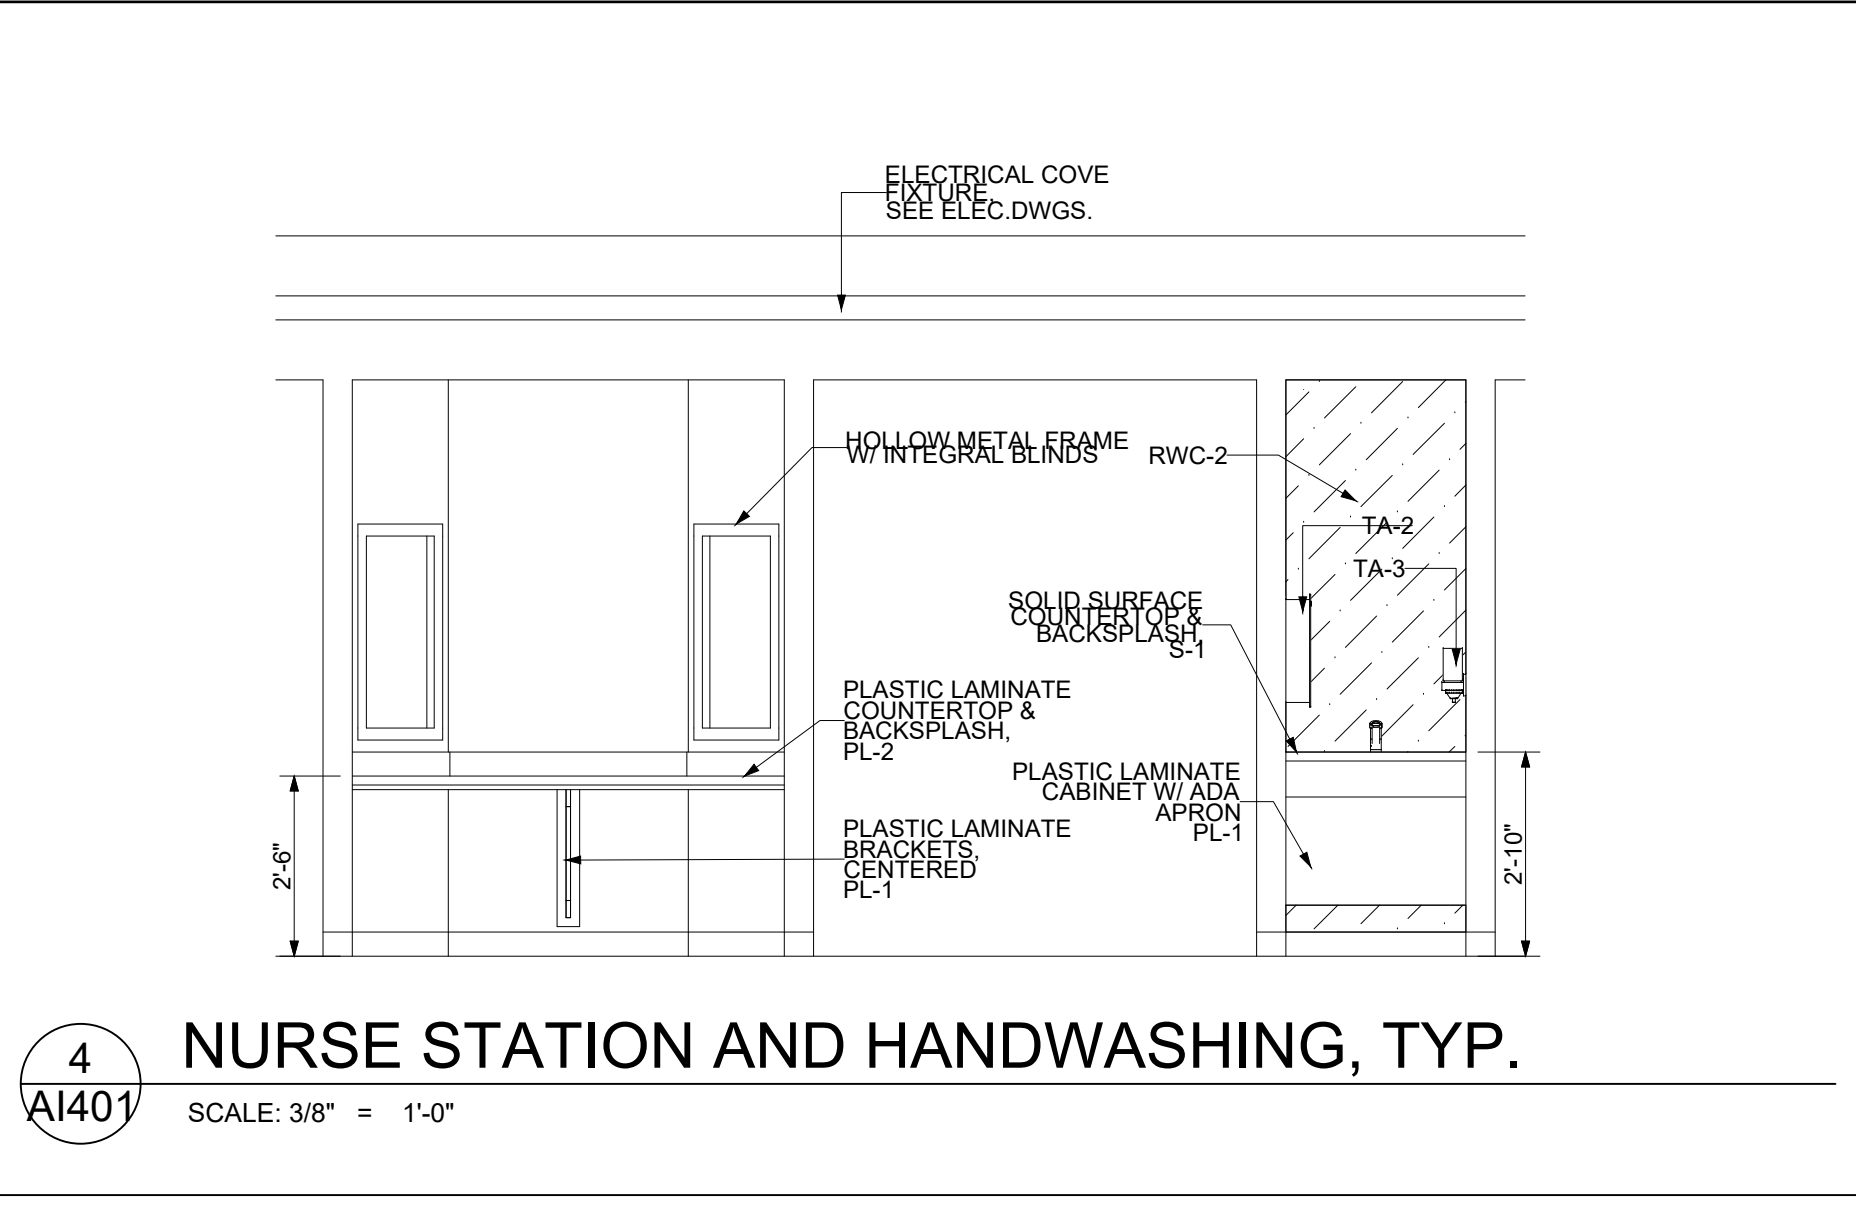 ELECTRICAL COVE
FIXTURE,
SEE ELEC.DWGS.
HOLLOW METAL FRAME
W/ INTEGRAL BLINDS
RWC-2
TA-2
TA-3
SOLID SURFACE
COUNTERTOP &
BACKSPLASH,
S-1
PLASTIC LAMINATE
COUNTERTOP &
BACKSPLASH,
PL-2
PLASTIC LAMINATE
CABINET W/ ADA
APRON
PL-1
PLASTIC LAMINATE
BRACKETS,
CENTERED
PL-1
2'-6"
2'-10"
4
AI401
NURSE STATION AND HANDWASHING, TYP.
SCALE: 3/8" = 1'-0"